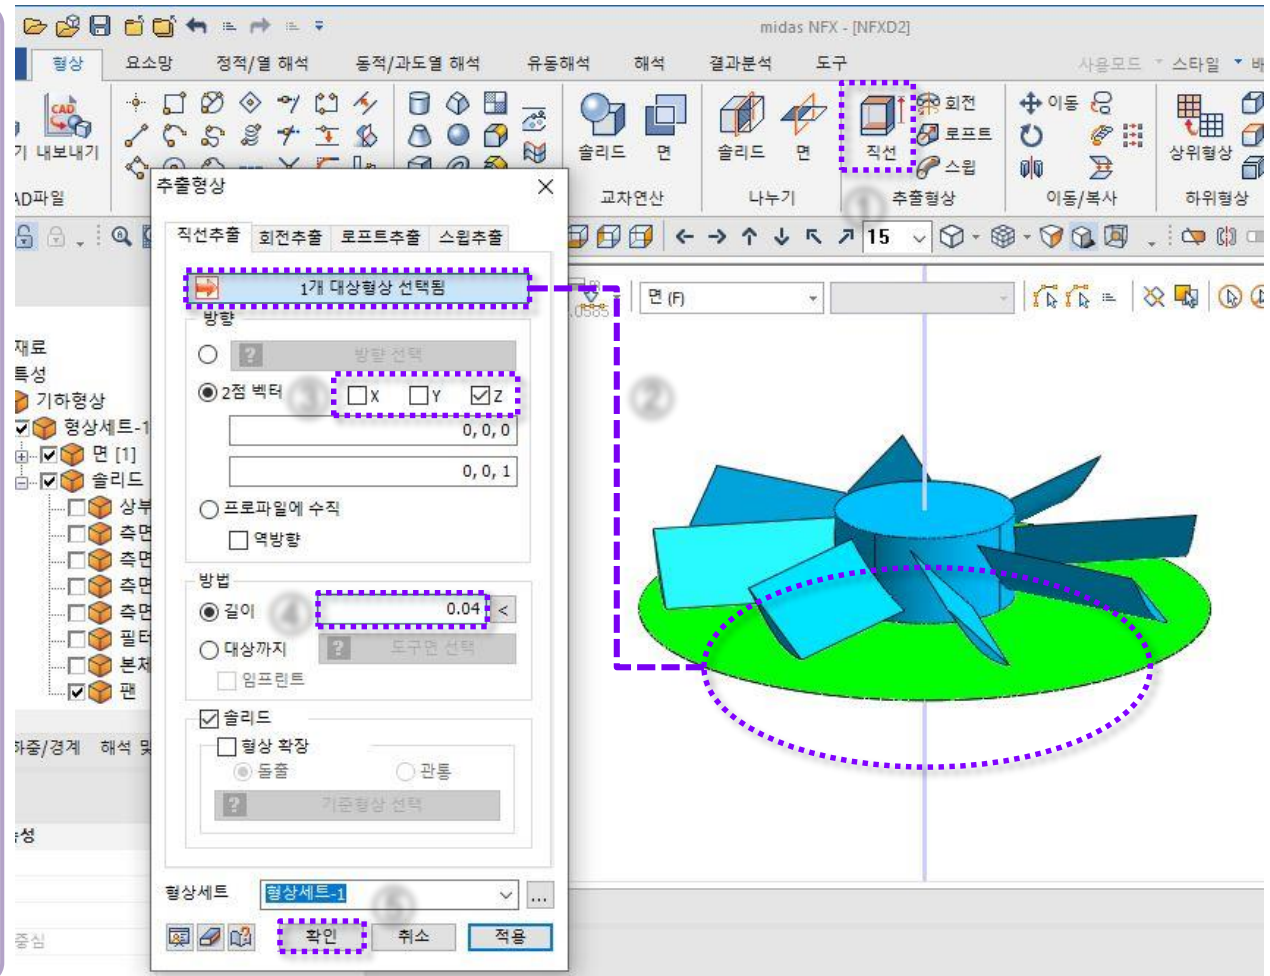 midas NFX - [NFXD2]
형상 요소망 정적/열 해석 동적/과도열 해석 유동해석 해석 결과분석 도구 사용모드 스타일
CAD
내보내기
솔리드 면 솔리드 면 직선 회전 로프트 스윕 이동 상위형상
AD파일 교차연산 나누기 추출형상 이동/복사 하위형상
①
15
추출형상
직선추출 회전추출 로프트추출 스윕추출
1개 대상형상 선택됨
면 (F)
방향
? 방향 선택
②
2점 벡터 ③ X Y Z
0, 0, 0
0, 0, 1
프로파일에 수직
역방향
방법
길이 ④ 0.04 <
대상까지 ? 도구면 선택
임프린트
솔리드
형상 확장
돌출 관통
? 기준형상 선택
형상세트 형상세트-1 ...
⑤
확인 취소 적용
재료
특성
기하형상
형상세트-1
면 [1]
솔리드
상부
측면
측면
측면
측면
필터
본체
팬
하중/경계 해석 및
중심